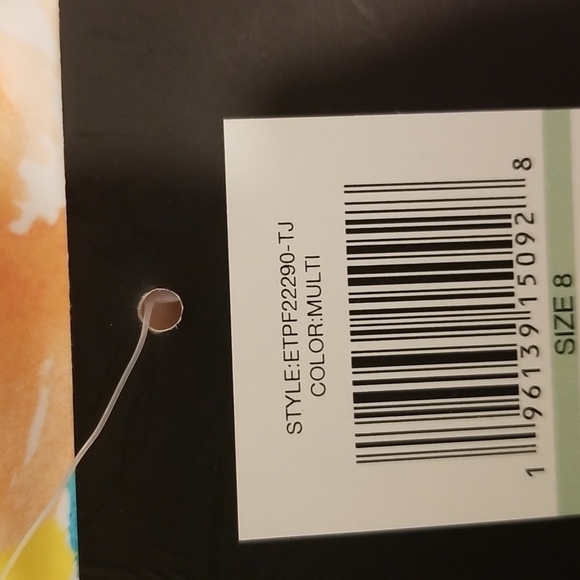 STYLE:ETPF22290-TJ
COLOR:MULTI
1 96139 15092 8
SIZE 8